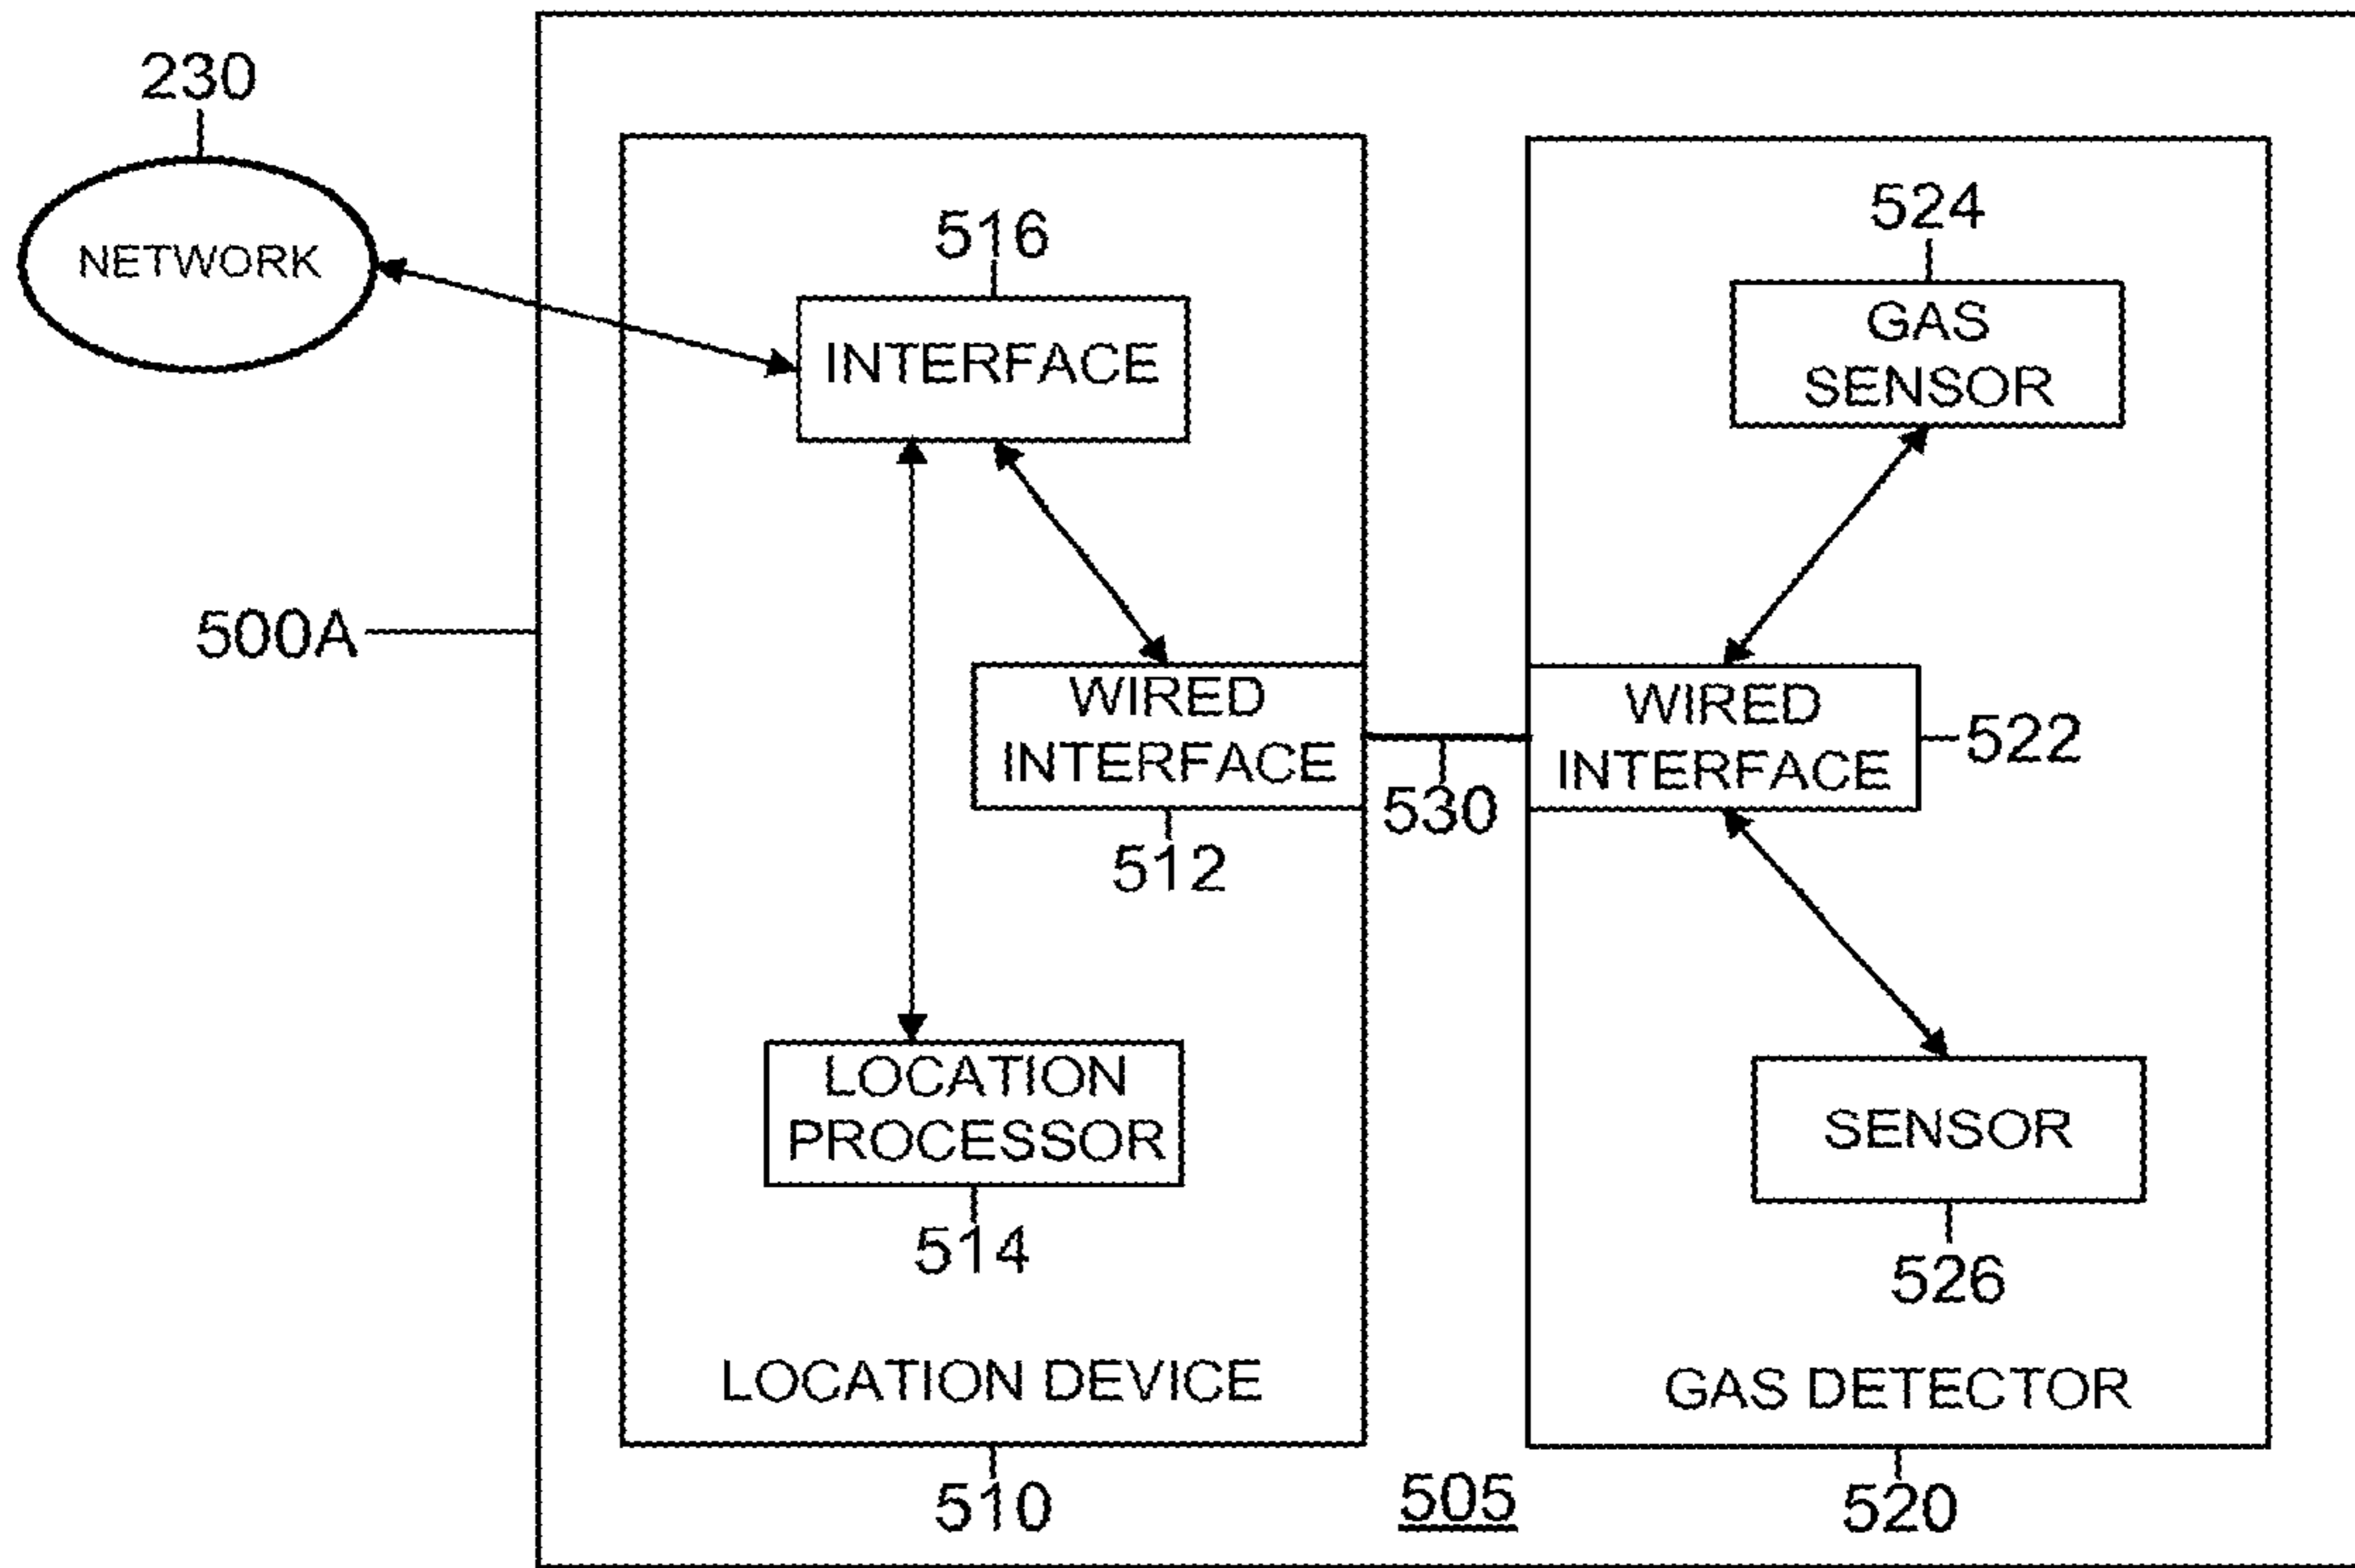 230
NETWORK
500A
516
INTERFACE
WIRED
INTERFACE
512
LOCATION
PROCESSOR
514
LOCATION DEVICE
510
530
505
524
GAS
SENSOR
WIRED
INTERFACE
522
SENSOR
526
GAS DETECTOR
520